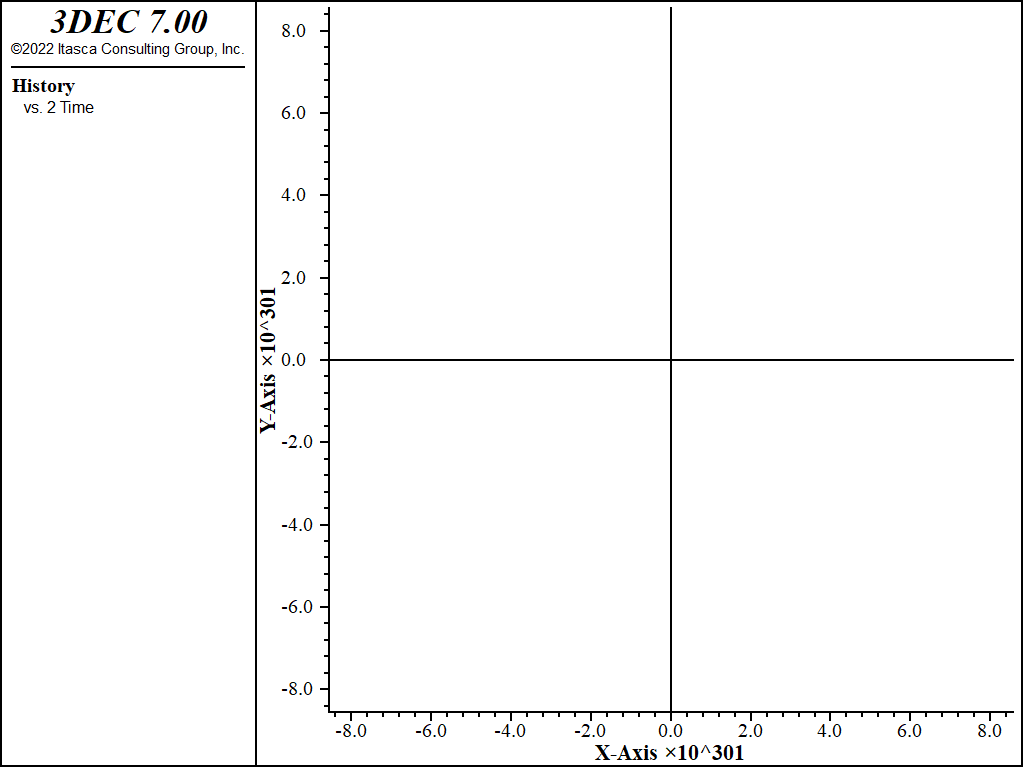 3DEC 7.00
©2022 Itasca Consulting Group, Inc.
History
vs. 2 Time
8.0
6.0
4.0
2.0
0.0
-2.0
-4.0
-6.0
-8.0
Y-Axis ×10^301
-8.0 -6.0 -4.0 -2.0 0.0 2.0 4.0 6.0 8.0
X-Axis ×10^301